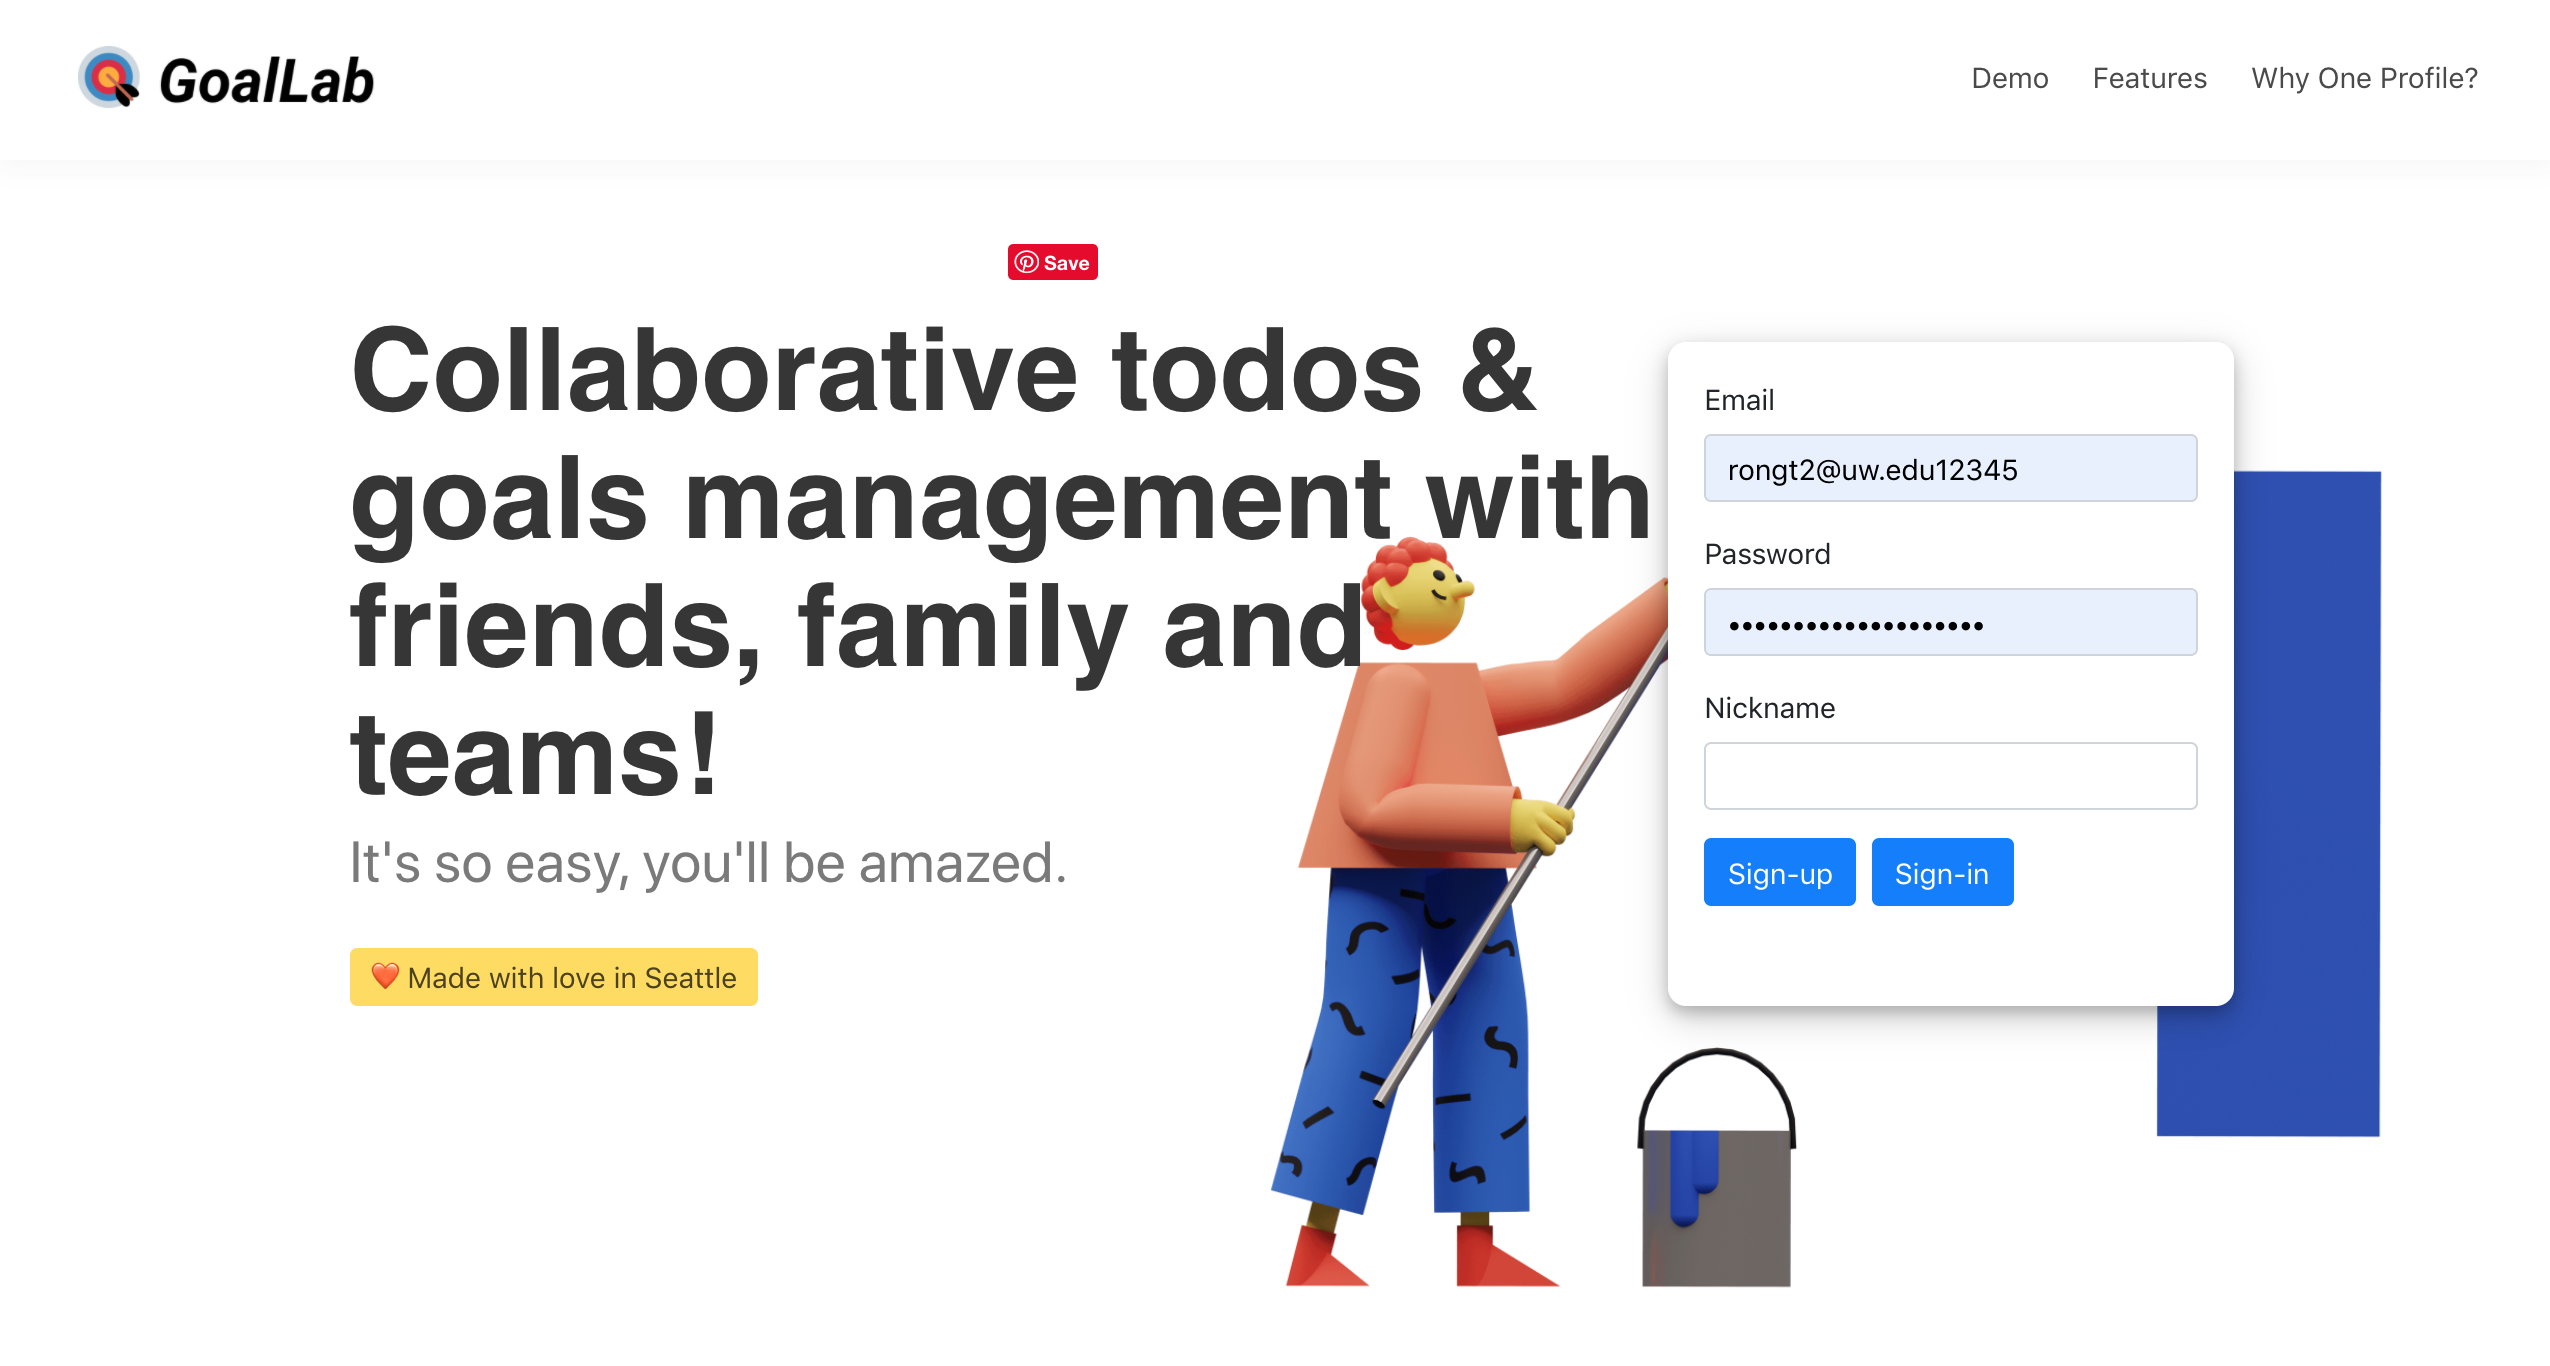 GoalLab
Demo
Features
Why One Profile?
Save
Collaborative todos &
goals management with
friends, family and
teams!
It's so easy, you'll be amazed.
❤️ Made with love in Seattle
Email
rongt2@uw.edu12345
Password
••••••••••••••••••••
Nickname
Sign-up
Sign-in